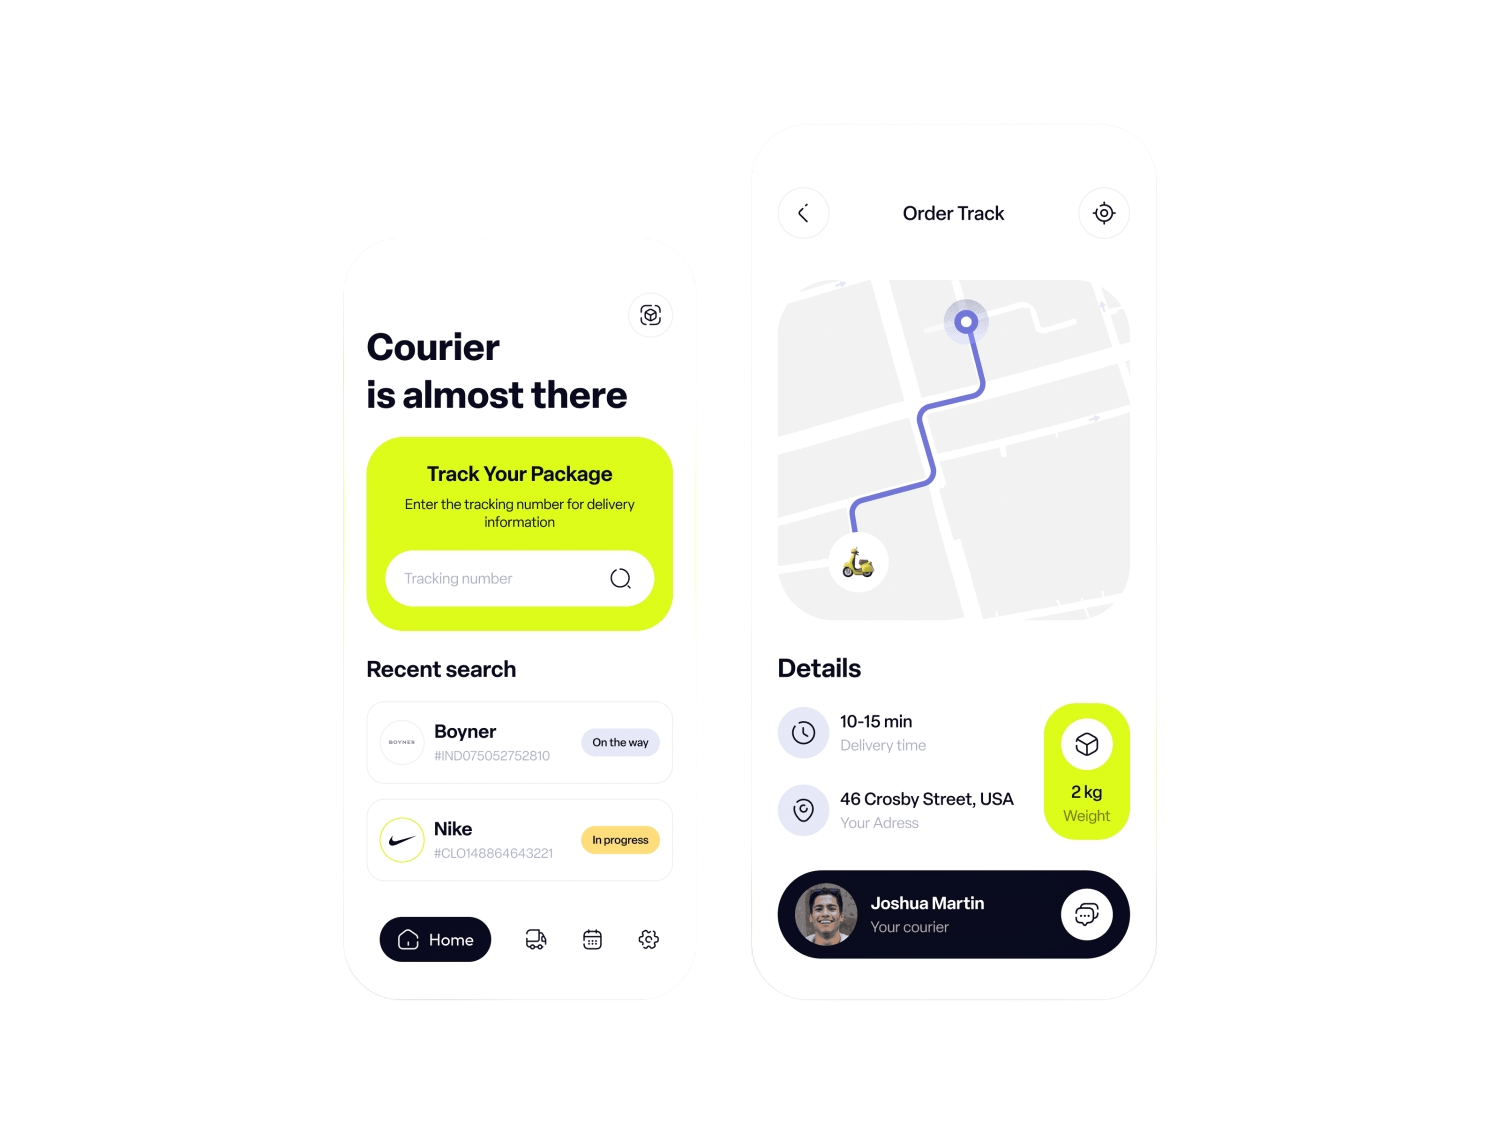 Courier
is almost there
Track Your Package
Enter the tracking number for delivery
information
Tracking number
Recent search
BOYNER
Boyner
#IND075052752810
On the way
Nike
#CLO148864643221
In progress
Home
Order Track
Details
10-15 min
Delivery time
46 Crosby Street, USA
Your Adress
2 kg
Weight
Joshua Martin
Your courier